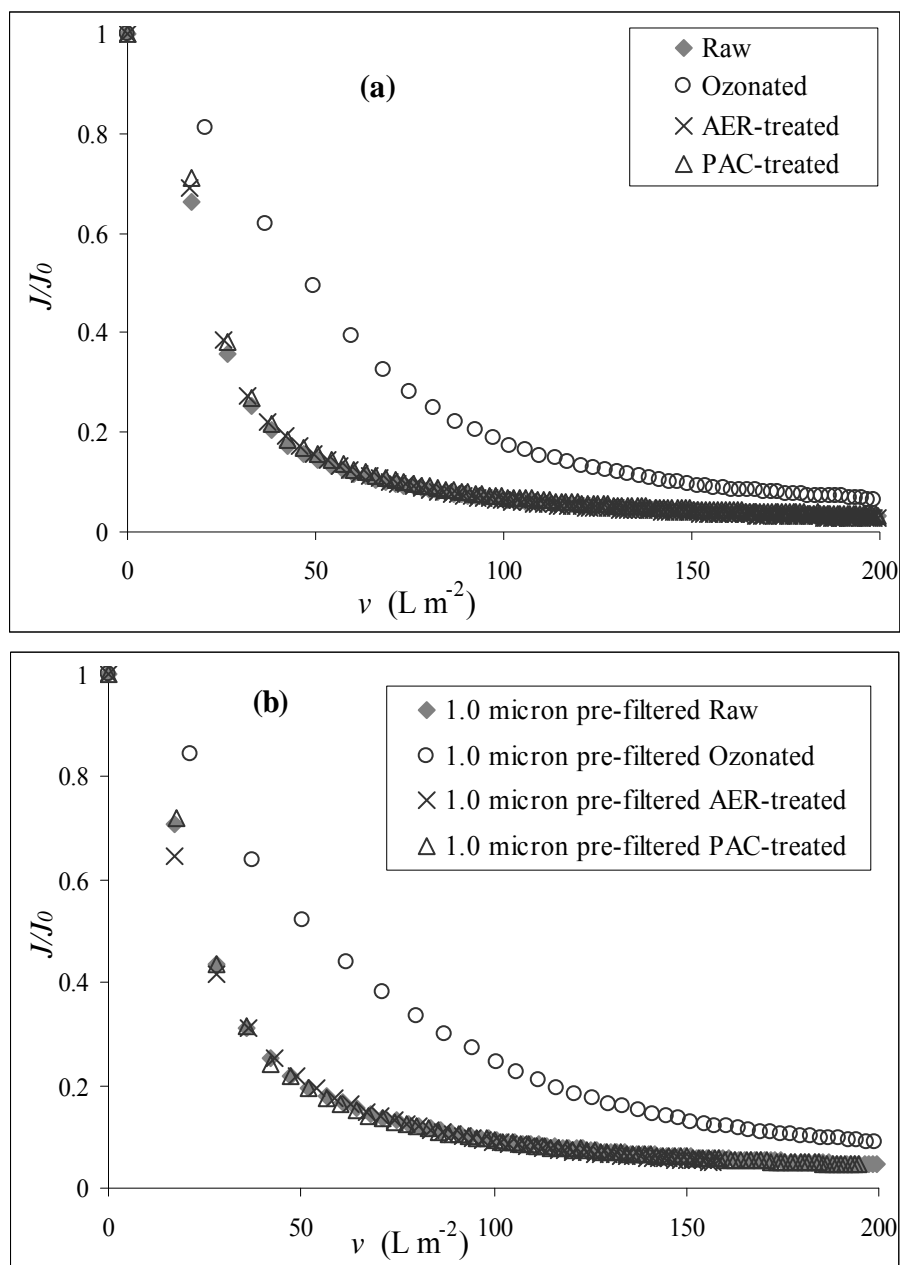 (a)
Raw
Ozonated
AER-treated
PAC-treated
1
0.8
0.6
0.4
0.2
0
J/J0
0
50
100
150
200
v (L m-2)
(b)
1.0 micron pre-filtered Raw
1.0 micron pre-filtered Ozonated
1.0 micron pre-filtered AER-treated
1.0 micron pre-filtered PAC-treated
1
0.8
0.6
0.4
0.2
0
J/J0
0
50
100
150
200
v (L m-2)